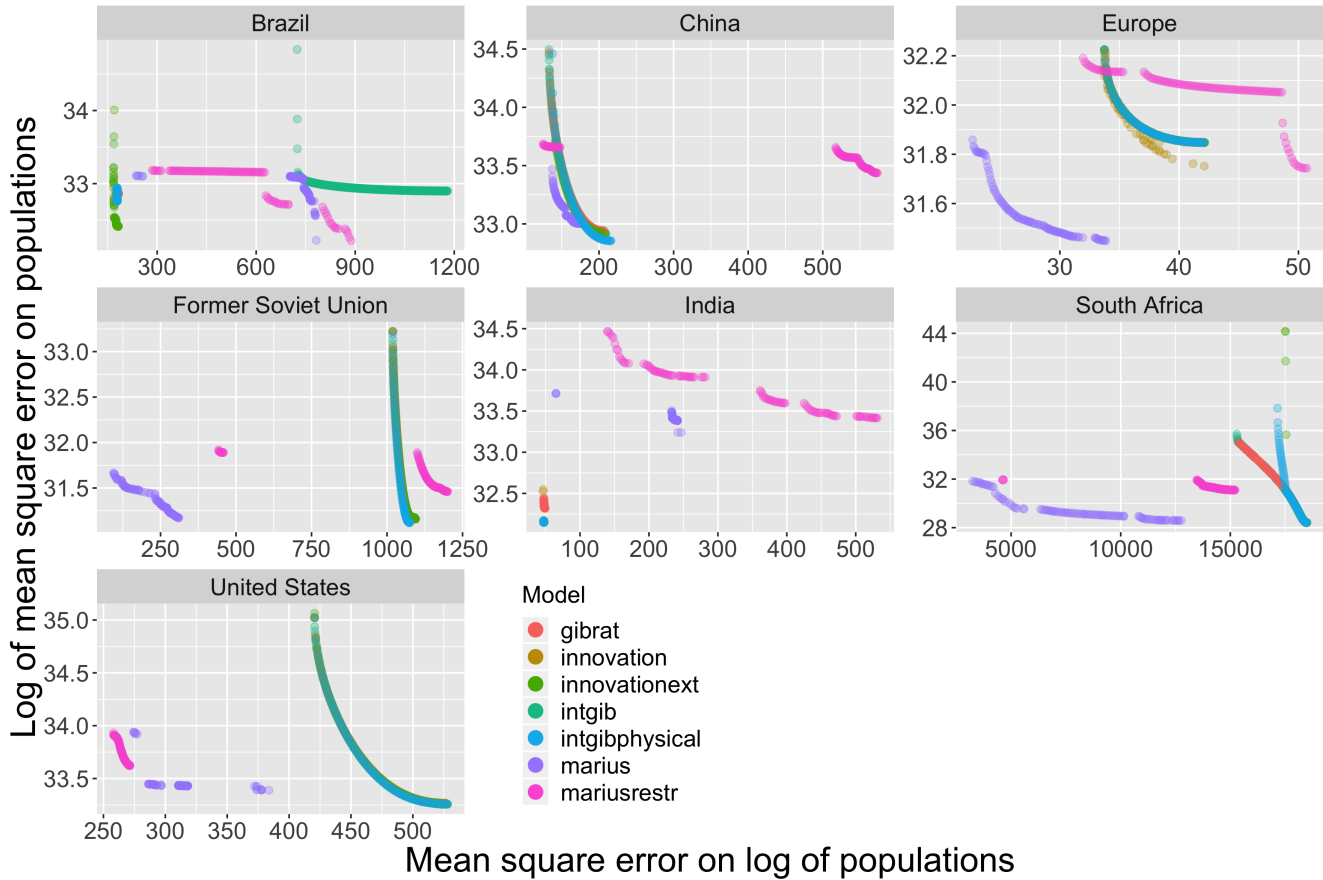 Brazil
China
Europe
34
33
300 600 900 1200
34.5
34.0
33.5
33.0
200 300 400 500
32.2
32.0
31.8
31.6
30 40 50
Former Soviet Union
India
South Africa
33.0
32.5
32.0
31.5
250 500 750 1000 1250
34.5
34.0
33.5
33.0
32.5
100 200 300 400 500
44
40
36
32
28
5000 10000 15000
United States
35.0
34.5
34.0
33.5
250 300 350 400 450 500
Model
gibrat
innovation
innovationext
intgib
intgibphysical
marius
mariusrestr
Log of mean square error on populations
Mean square error on log of populations